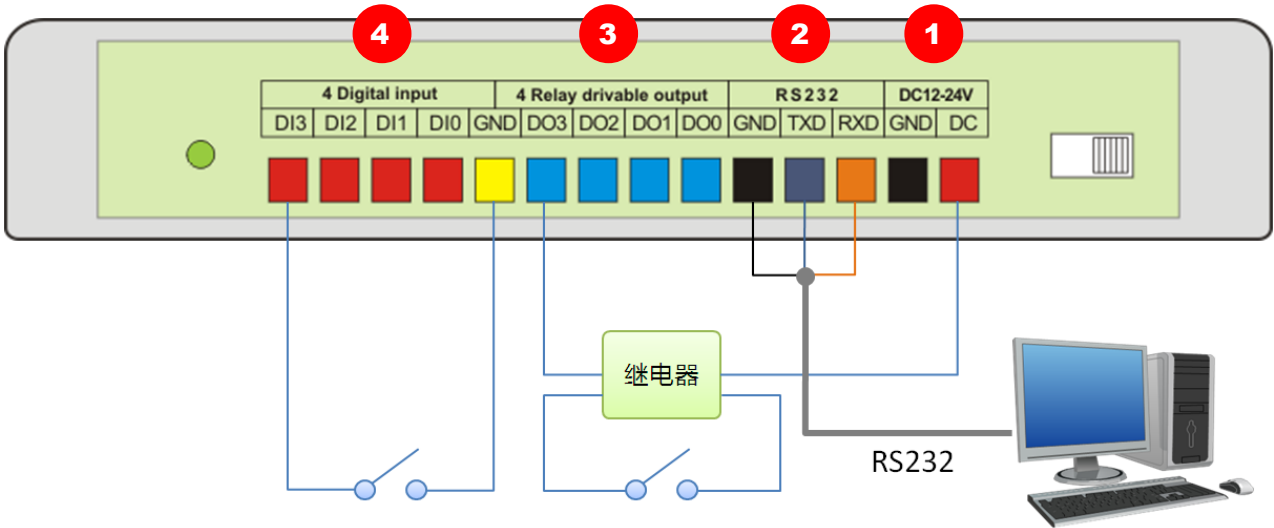 4 3 2 1
4 Digital input 4 Relay drivable output RS232 DC12-24V
DI3 DI2 DI1 DI0 GND DO3 DO2 DO1 DO0 GND TXD RXD GND DC
继电器
RS232